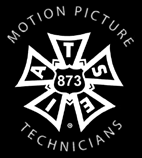 MOTION PICTURE
I A T S E
873
®
TECHNICIANS